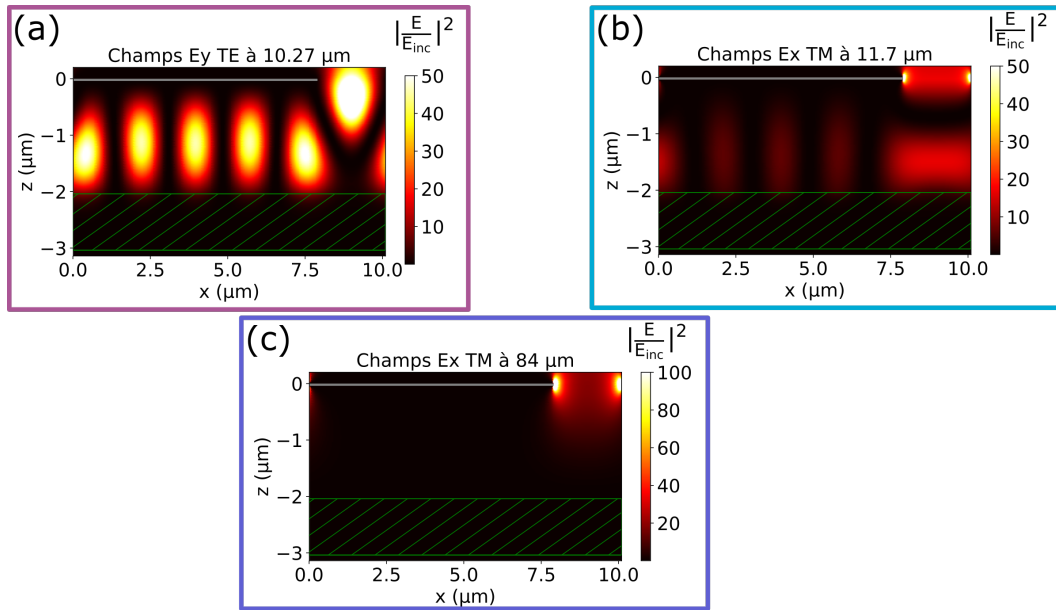 (a)
|E/E_inc|²
Champs Ey TE à 10.27 µm
0
−1
−2
−3
z (µm)
0.0 2.5 5.0 7.5 10.0
x (µm)
50
40
30
20
10
(b)
|E/E_inc|²
Champs Ex TM à 11.7 µm
0
−1
−2
−3
z (µm)
0.0 2.5 5.0 7.5 10.0
x (µm)
50
40
30
20
10
(c)
|E/E_inc|²
Champs Ex TM à 84 µm
0
−1
−2
−3
z (µm)
0.0 2.5 5.0 7.5 10.0
x (µm)
100
80
60
40
20